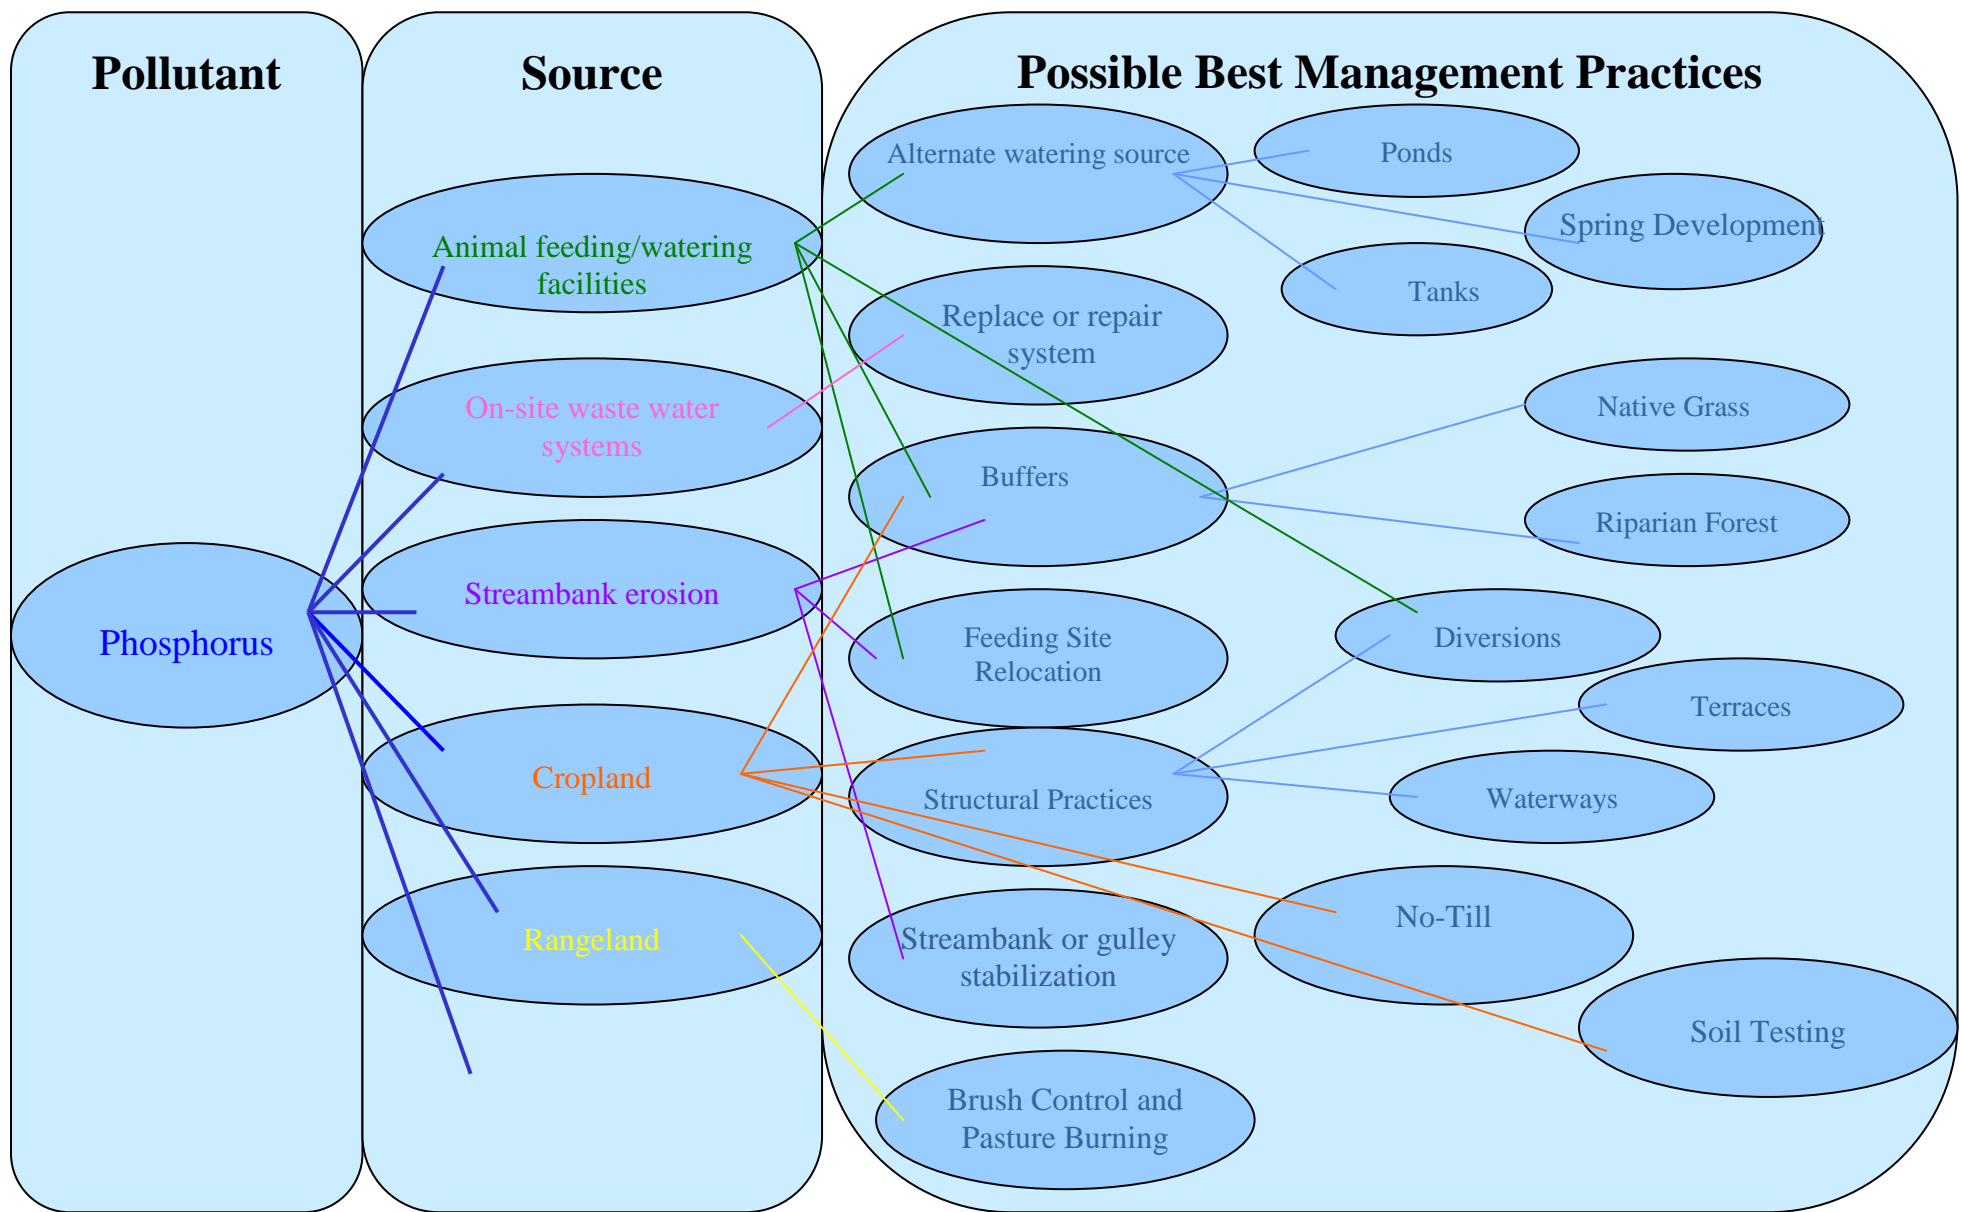 Pollutant
Source
Possible Best Management Practices
Phosphorus
Animal feeding/watering
facilities
On-site waste water
systems
Streambank erosion
Cropland
Rangeland
Alternate watering source
Ponds
Spring Development
Tanks
Replace or repair
system
Buffers
Native Grass
Riparian Forest
Feeding Site
Relocation
Diversions
Terraces
Structural Practices
Waterways
No-Till
Streambank or gulley
stabilization
Soil Testing
Brush Control and
Pasture Burning